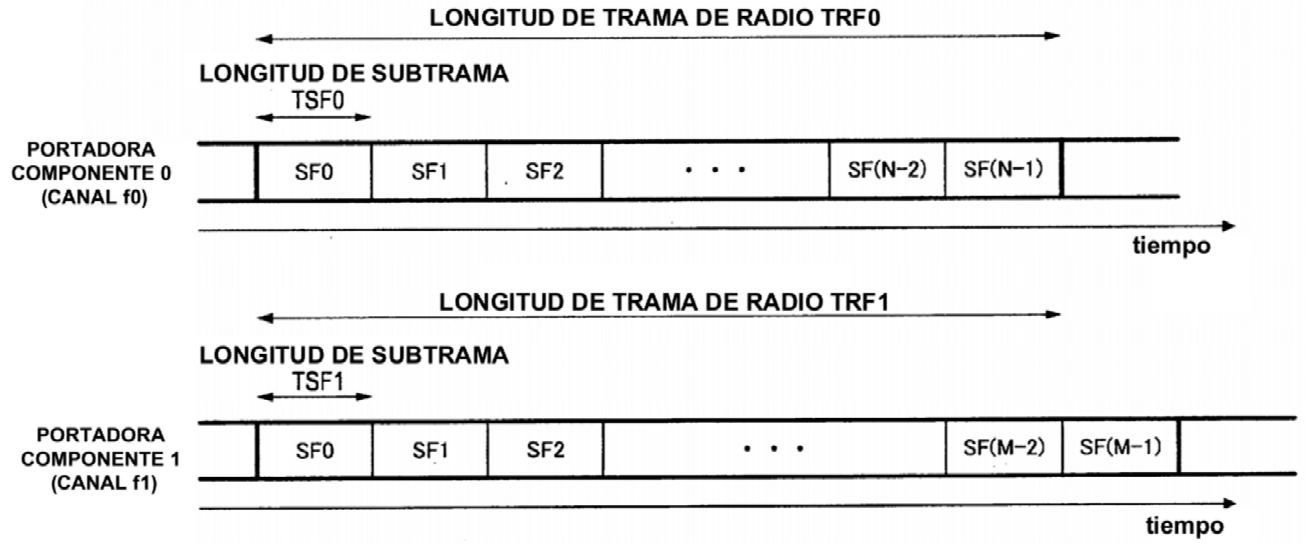 LONGITUD DE TRAMA DE RADIO TRF0
LONGITUD DE SUBTRAMA
TSF0
PORTADORA
COMPONENTE 0
(CANAL f0)
SF0 SF1 SF2 · · · SF(N-2) SF(N-1)
tiempo
LONGITUD DE TRAMA DE RADIO TRF1
LONGITUD DE SUBTRAMA
TSF1
PORTADORA
COMPONENTE 1
(CANAL f1)
SF0 SF1 SF2 · · · SF(M-2) SF(M-1)
tiempo